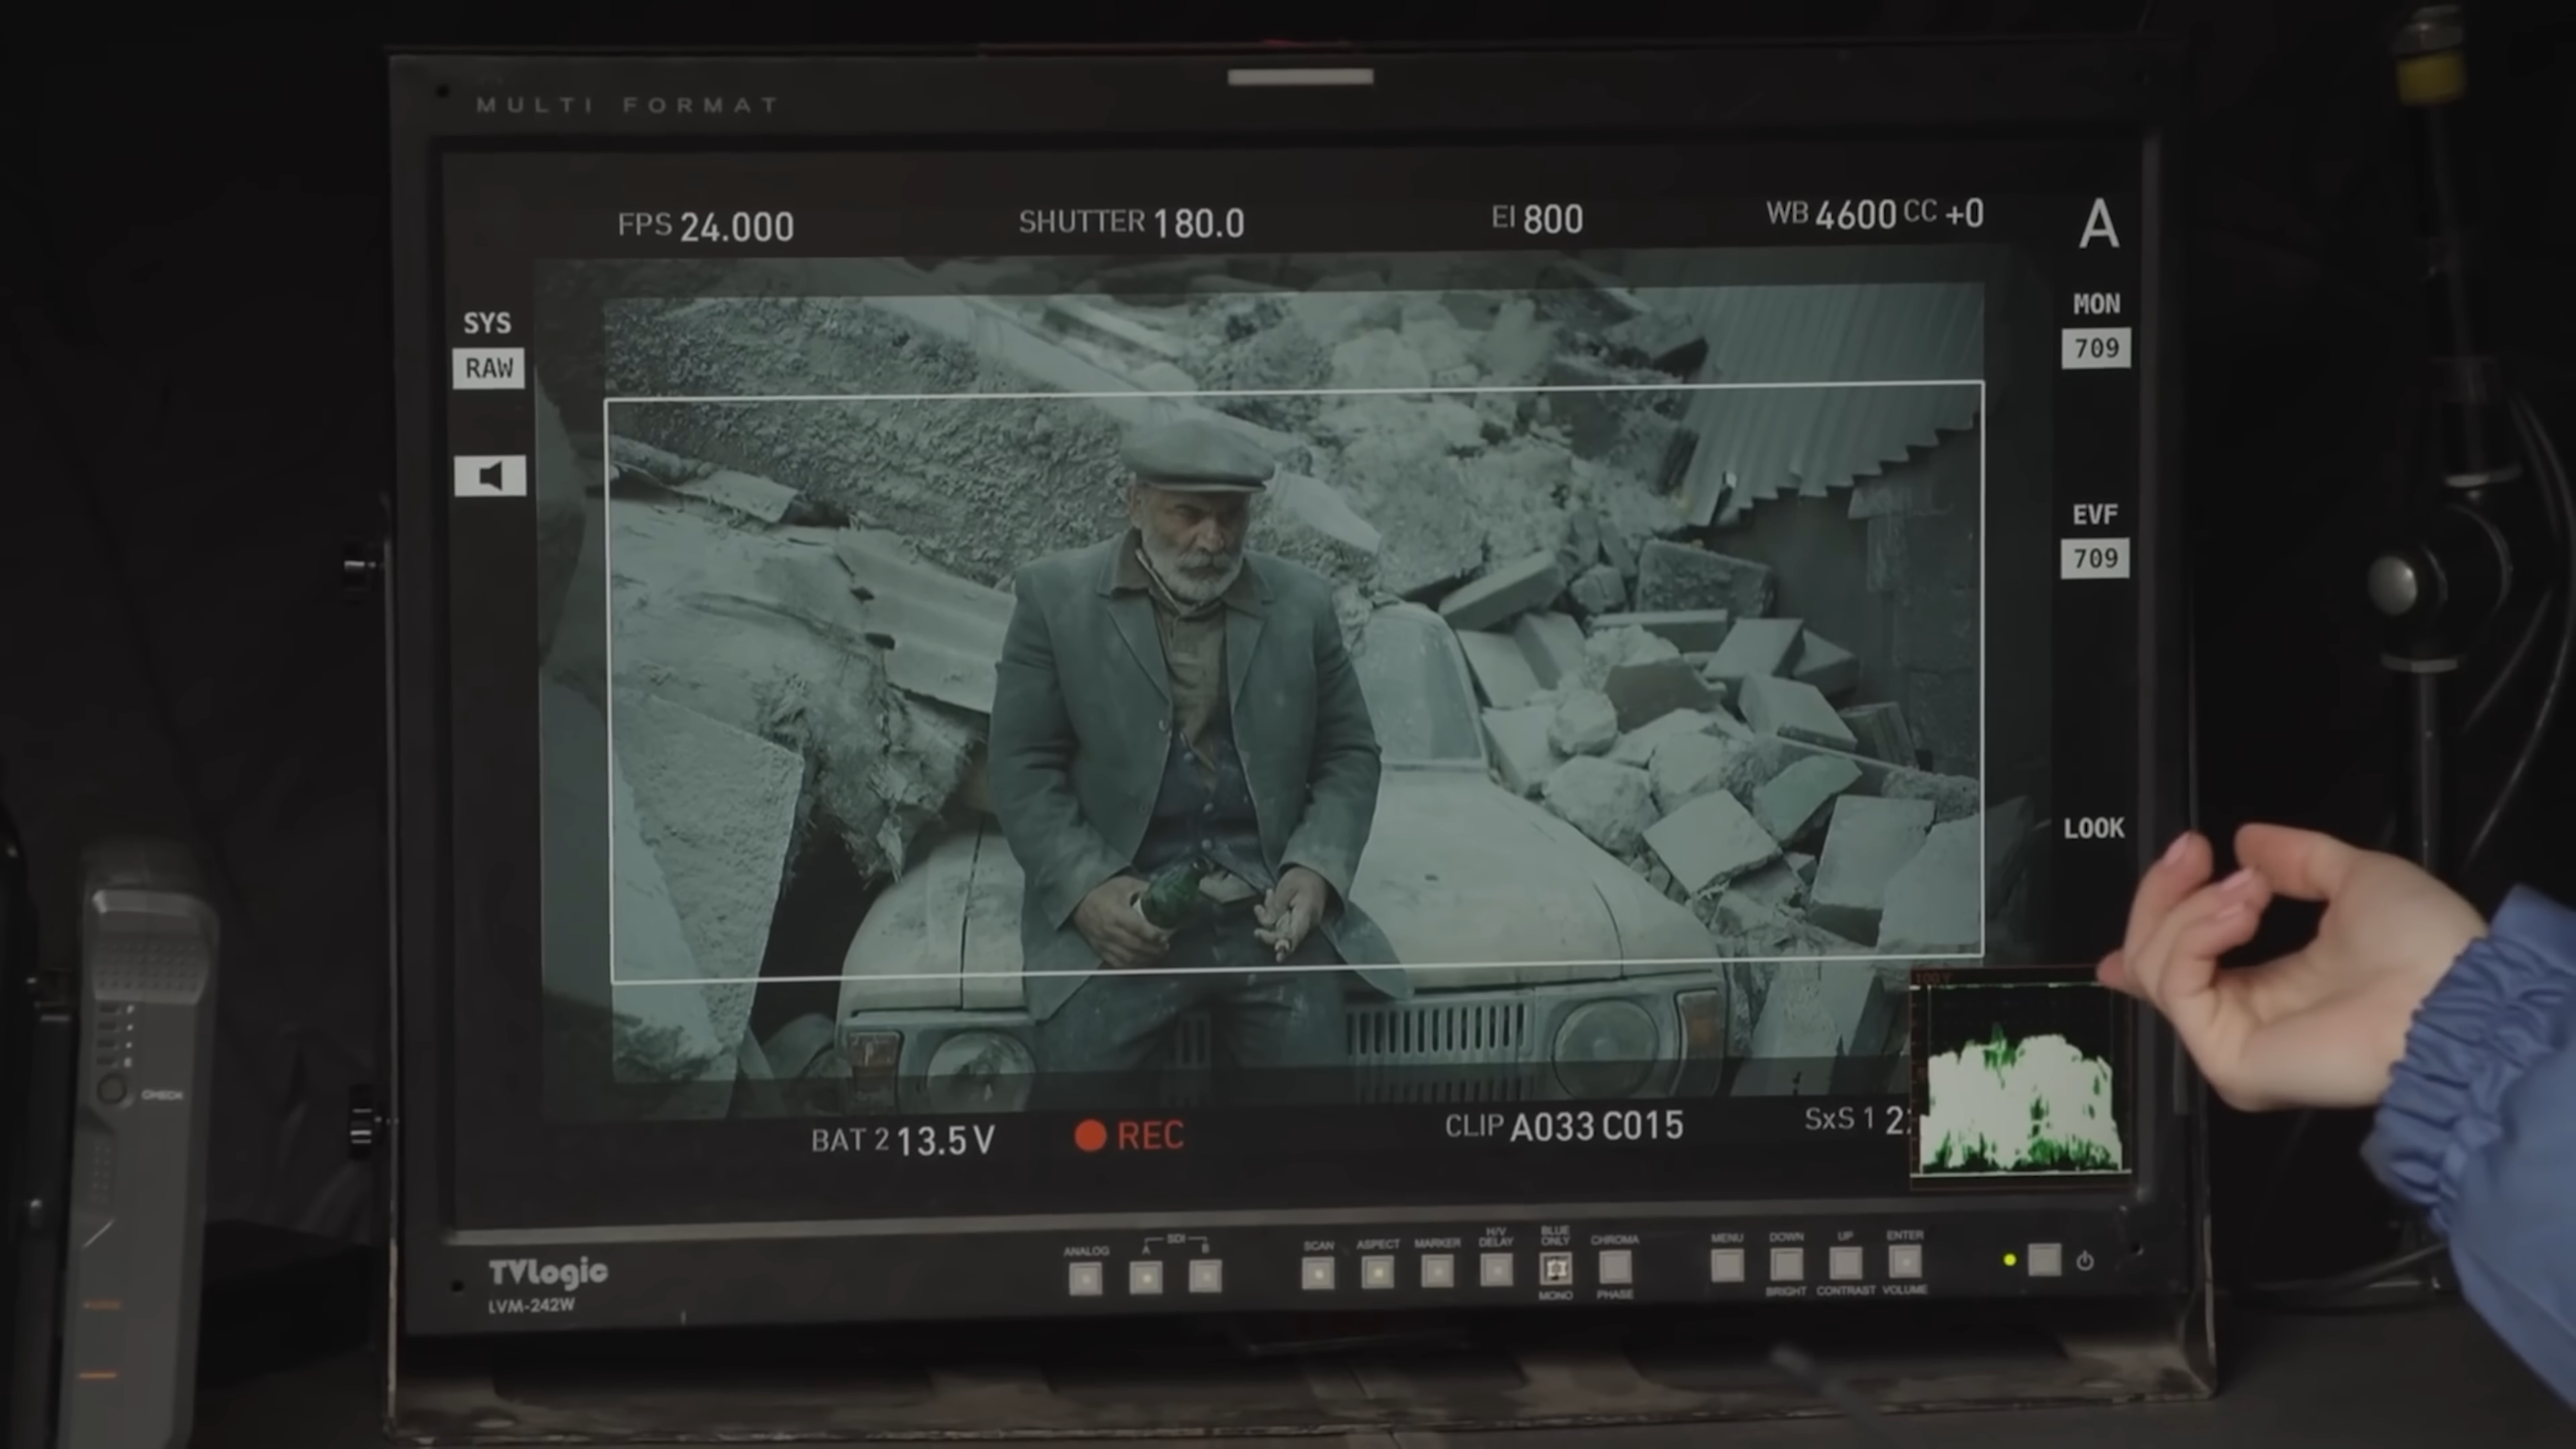 MULTI FORMAT
FPS 24.000 SHUTTER 180.0 EI 800 WB 4600 CC +0 A
SYS
RAW
MON
709
EVF
709
LOOK
BAT 2 13.5 V REC CLIP A033 C015 SxS 1 2
CHECK
TVLogic
LVM-242W
ANALOG A SDI B SCAN ASPECT MARKER H/V DELAY BLUE ONLY CHROMA MENU DOWN UP ENTER
MONO PHASE BRIGHT CONTRAST VOLUME